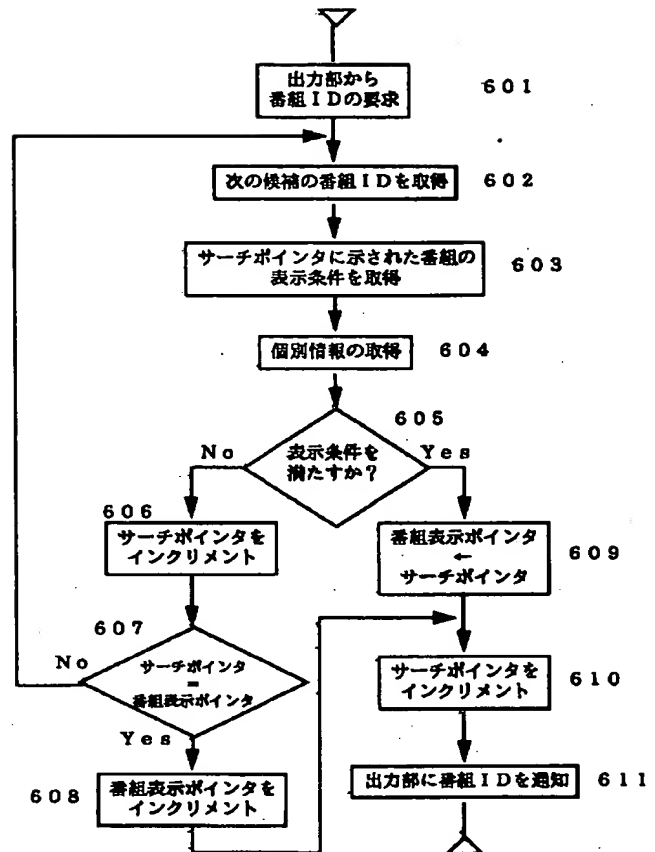 出力部から
番組IDの要求
601
次の候補の番組IDを取得
602
サーチポインタに示された番組の
表示条件を取得
603
個別情報の取得
604
605
表示条件を
満たすか?
No
Yes
606
サーチポインタを
インクリメント
番組表示ポインタ
←
サーチポインタ
609
607
サーチポインタ
=
番組表示ポインタ
No
Yes
サーチポインタを
インクリメント
610
608
番組表示ポインタを
インクリメント
出力部に番組IDを通知
611